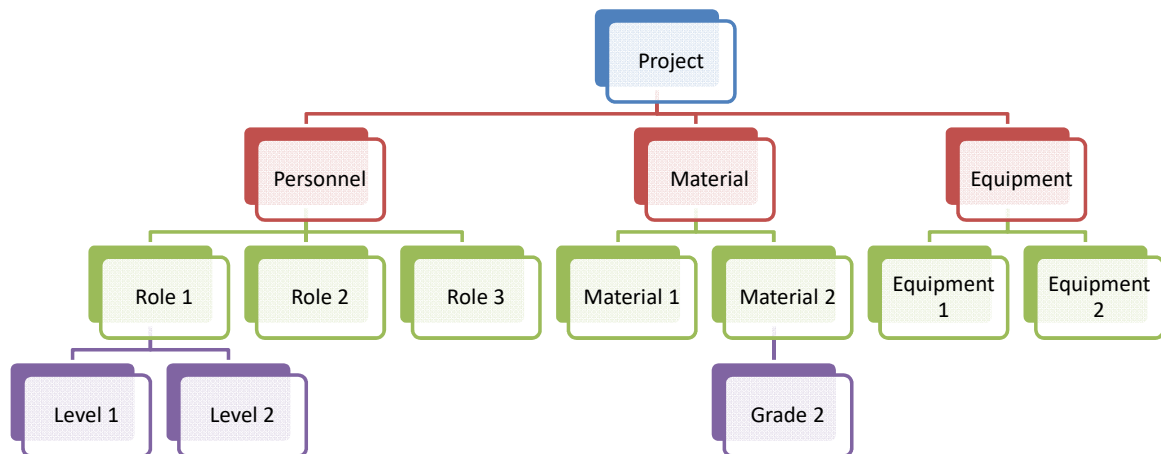 Project
Personnel
Material
Equipment
Role 1
Role 2
Role 3
Material 1
Material 2
Equipment
1
Equipment
2
Level 1
Level 2
Grade 2